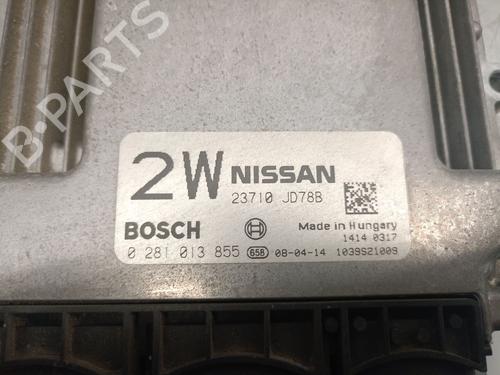 2W NISSAN
23710 JD78B
BOSCH
Made in Hungary
1414 0317
0 281 013 855 658 08-04-14 1039S21009
B-PARTS